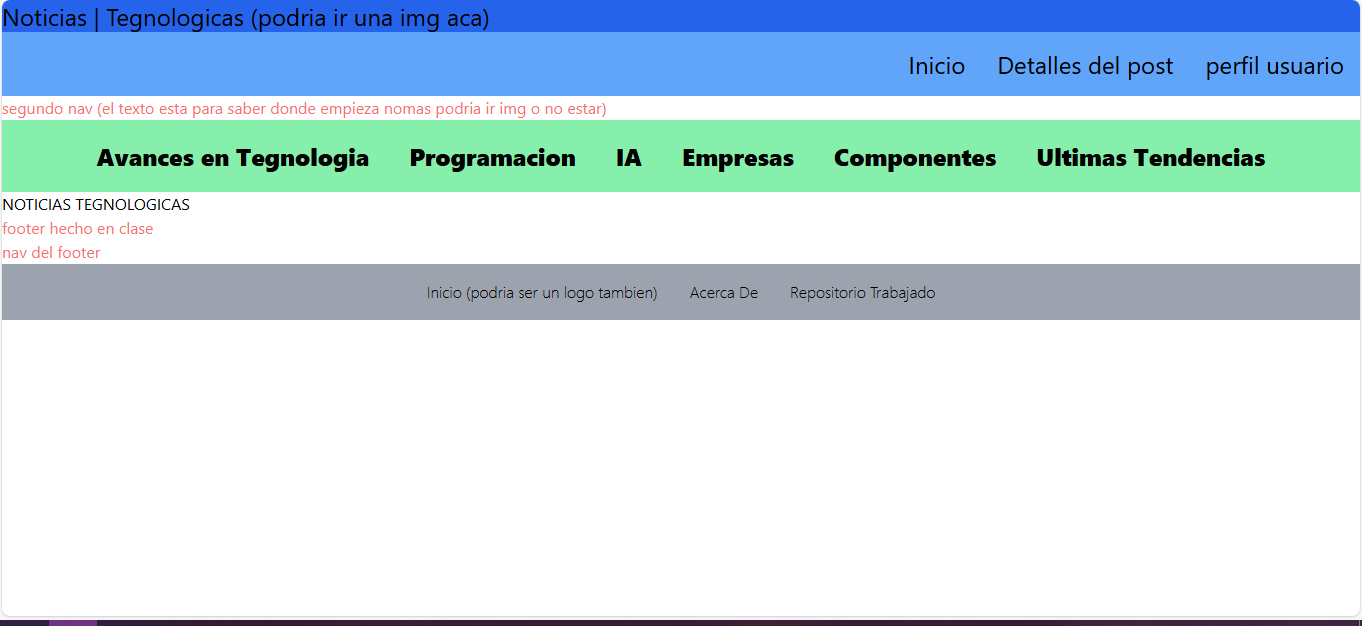 Noticias | Tegnologicas (podria ir una img aca)
Inicio Detalles del post perfil usuario
segundo nav (el texto esta para saber donde empieza nomas podria ir img o no estar)
Avances en Tegnologia Programacion IA Empresas Componentes Ultimas Tendencias
NOTICIAS TEGNOLOGICAS
footer hecho en clase
nav del footer
Inicio (podria ser un logo tambien) Acerca De Repositorio Trabajado